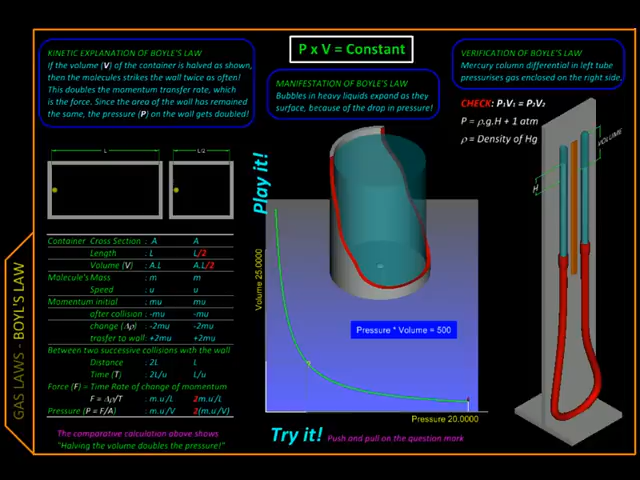 P x V = Constant
KINETIC EXPLANATION OF BOYLE'S LAW
If the volume (V) of the container is halved as shown,
then the molecules strikes the wall twice as often!
This doubles the momentum transfer rate, which
is the force. Since the area of the wall has remained
the same, the pressure (P) on the wall gets doubled!
MANIFESTATION OF BOYLE'S LAW
Bubbles in heavy liquids expand as they
surface, because of the drop in pressure!
VERIFICATION OF BOYLE'S LAW
Mercury column differential in left tube
pressurises gas enclosed on the right side.
CHECK: P₁V₁ = P₂V₂
P = ρ.g.H + 1 atm
ρ = Density of Hg
VOLUME
H
L
L/2
Play it!
Container Cross Section : A A
Length : L L/2
Volume (V) : A.L A.L/2
Molecule's Mass : m m
Speed : u u
Momentum initial : mu mu
after collision : -mu -mu
change (Δρ) : -2mu -2mu
trasfer to wall : +2mu +2mu
Between two successive collisions with the wall
Distance : 2L L
Time (T) : 2L/u L/u
Force (F) = Time Rate of change of momentum
F = Δρ/T : m.u/L 2m.u/L
Pressure (P = F/A) : m.u/V 2(m.u/V)
The comparative calculation above shows
"Halving the volume doubles the pressure!"
Volume 25.0000
Pressure * Volume = 500
Pressure 20.0000
Try it! Push and pull on the question mark
GAS LAWS - BOYL'S LAW